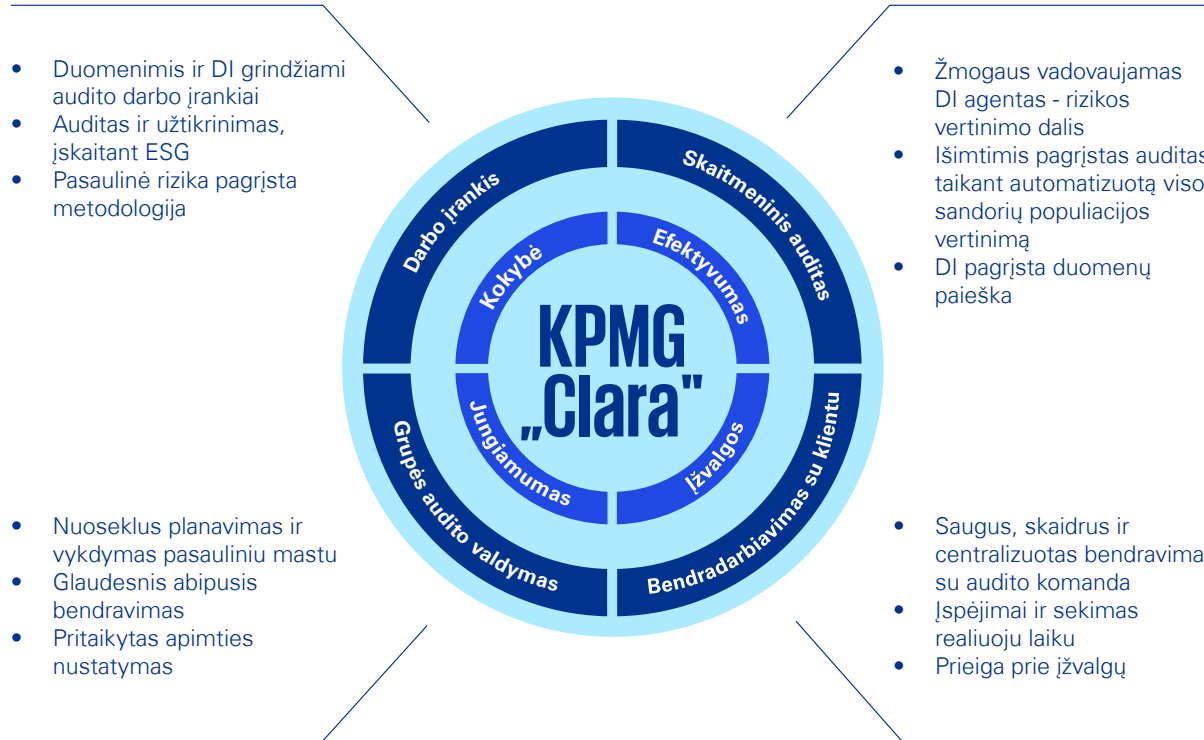 • Duomenimis ir DI grindžiami
audito darbo įrankiai
• Auditas ir užtikrinimas,
įskaitant ESG
• Pasaulinė rizika pagrįsta
metodologija
• Žmogaus vadovaujamas
DI agentas - rizikos
vertinimo dalis
• Išimtimis pagrįstas auditas
taikant automatizuotą viso
sandorių populiacijos
vertinimą
• DI pagrįsta duomenų
paieška
Darbo įrankis
Skaitmeninis auditas
Kokybė
Efektyvumas
KPMG
„Clara"
Jungiamumas
Įžvalgos
Grupės audito valdymas
Bendradarbiavimas su klientu
• Nuoseklus planavimas ir
vykdymas pasauliniu mastu
• Glaudesnis abipusis
bendravimas
• Pritaikytas apimties
nustatymas
• Saugus, skaidrus ir
centralizuotas bendravima
su audito komanda
• Įspėjimai ir sekimas
realiuoju laiku
• Prieiga prie įžvalgų